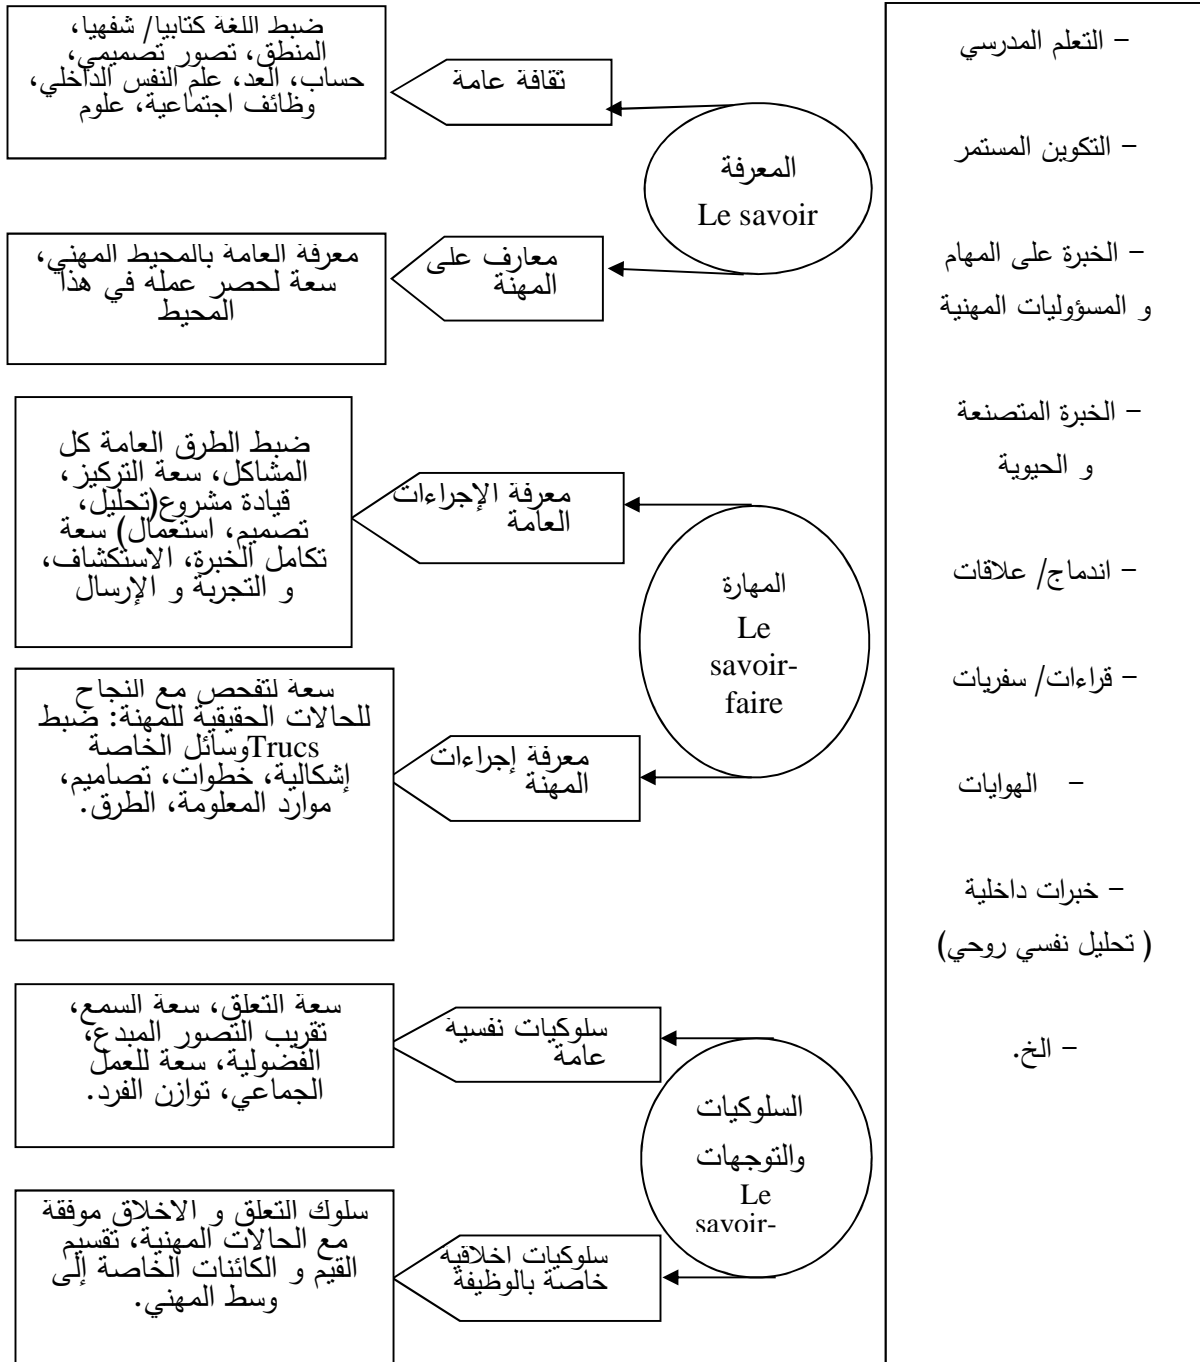 – التعلم المدرسي
– التكوين المستمر
– الخبرة على المهام
و المسؤوليات المهنية
– الخبرة المتصنعة
و الحيوية
– اندماج/ علاقات
– قراءات/ سفريات
– الهوايات
– خبرات داخلية
( تحليل نفسي روحي)
– الخ.
المعرفة
Le savoir
ثقافة عامة
ضبط اللغة كتابيا/ شفهيا،
المنطق، تصور تصميمي،
حساب، العد، علم النفس الداخلي،
وظائف اجتماعية، علوم
معارف على
المهنة
معرفة العامة بالمحيط المهني،
سعة لحصر عمله في هذا
المحيط
المهارة
Le
savoir-
faire
معرفة الإجراءات
العامة
ضبط الطرق العامة كل
المشاكل، سعة التركيز،
قيادة مشروع(تحليل،
تصميم، استعمال) سعة
تكامل الخبرة، الاستكشاف،
و التجربة و الإرسال
معرفة إجراءات
المهنة
سعة لتفحص مع النجاح
للحالات الحقيقية للمهنة: ضبط
Trucsوسائل الخاصة
إشكالية، خطوات، تصاميم،
موارد المعلومة، الطرق.
السلوكيات
والتوجهات
Le
savoir-
سلوكيات نفسية
عامة
سعة التعلق، سعة السمع،
تقريب التصور المبدع،
الفضولية، سعة للعمل
الجماعي، توازن الفرد.
سلوكيات اخلاقية
خاصة بالوظيفة
سلوك التعلق و الاخلاق موفقة
مع الحالات المهنية، تقسيم
القيم و الكائنات الخاصة إلى
وسط المهني.